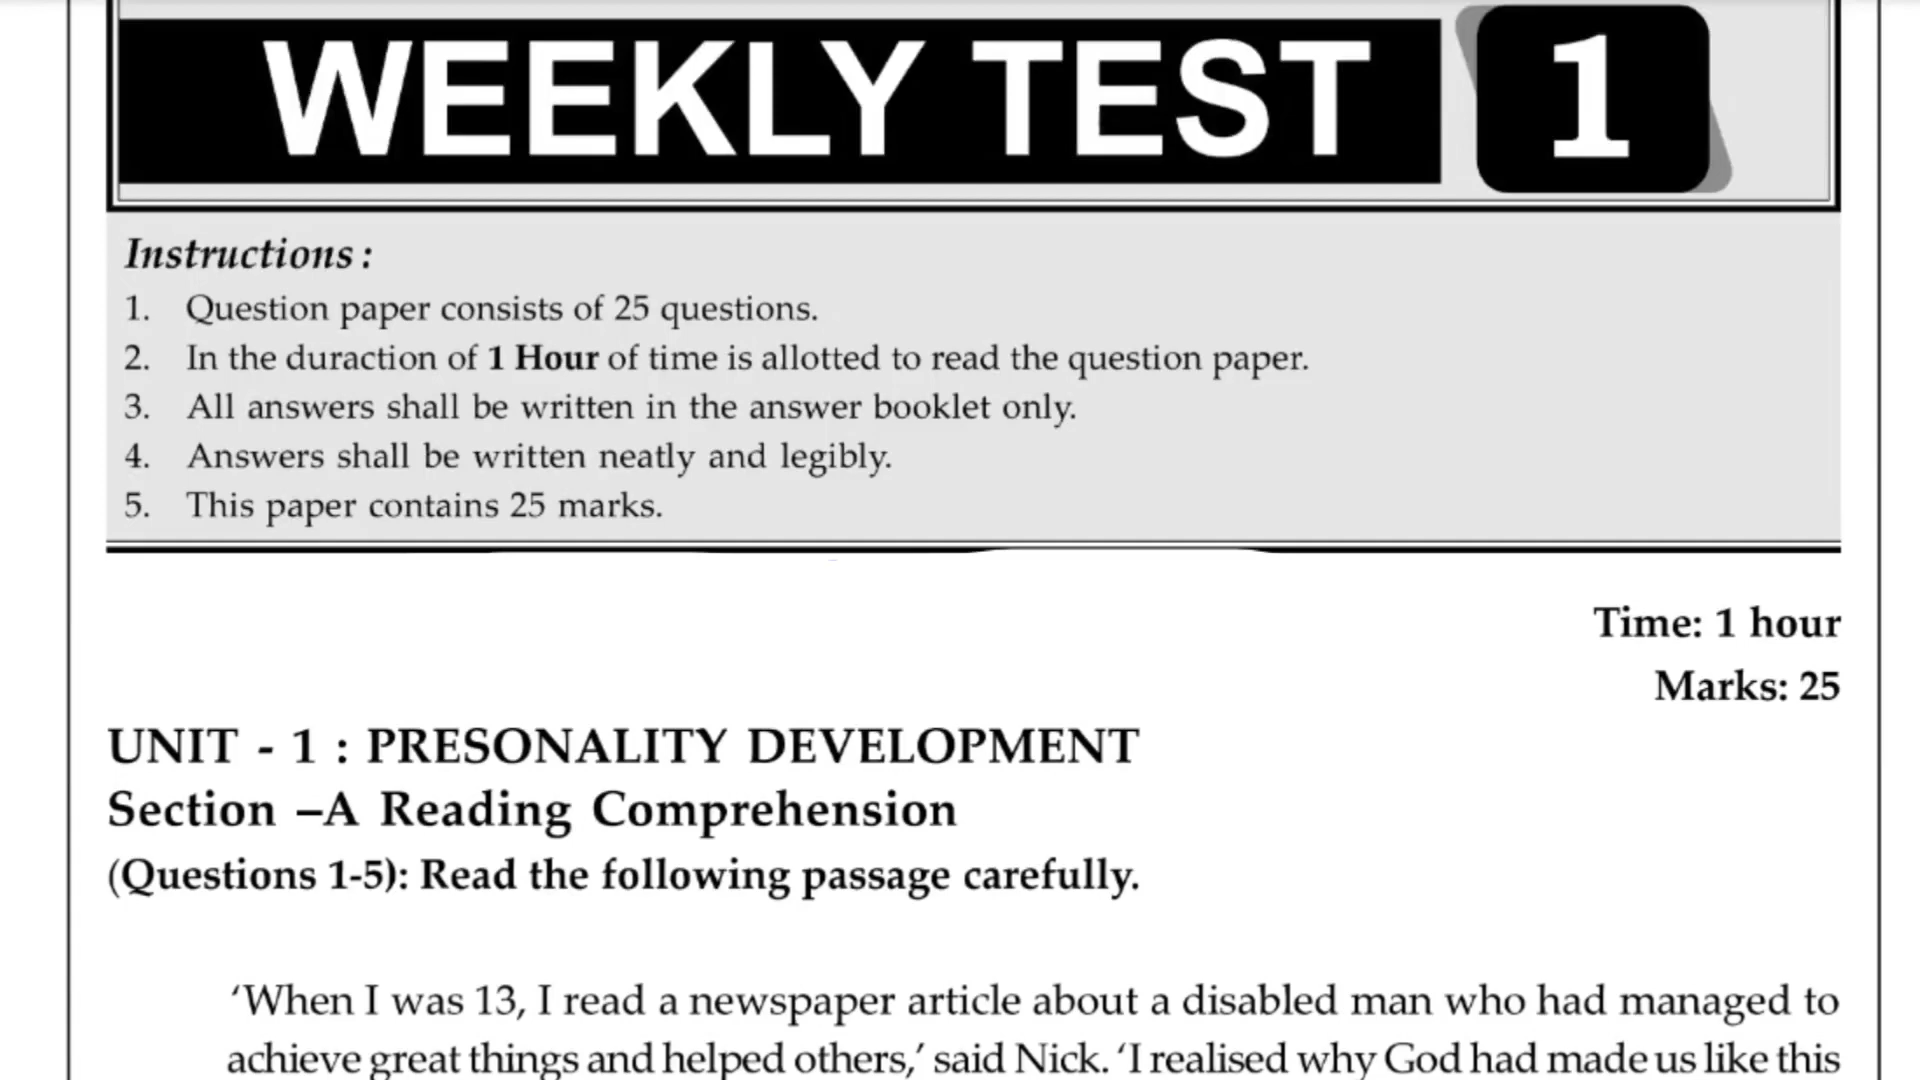 WEEKLY TEST 1
Instructions :
1. Question paper consists of 25 questions.
2. In the duraction of 1 Hour of time is allotted to read the question paper.
3. All answers shall be written in the answer booklet only.
4. Answers shall be written neatly and legibly.
5. This paper contains 25 marks.
Time: 1 hour
Marks: 25
UNIT - 1 : PRESONALITY DEVELOPMENT
Section –A Reading Comprehension
(Questions 1-5): Read the following passage carefully.
‘When I was 13, I read a newspaper article about a disabled man who had managed to
achieve great things and helped others,’ said Nick. ‘I realised why God had made us like this